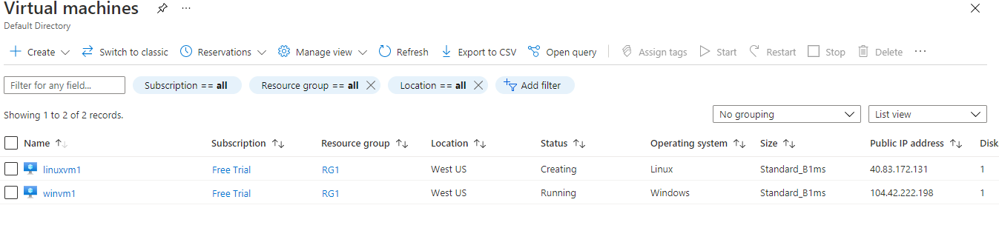 Virtual machines ...
Default Directory
Create Switch to classic Reservations Manage view Refresh Export to CSV Open query Assign tags Start Restart Stop Delete ...
Filter for any field... Subscription == all Resource group == all Location == all Add filter
Showing 1 to 2 of 2 records. No grouping List view
Name Subscription Resource group Location Status Operating system Size Public IP address Disk
linuxvm1 Free Trial RG1 West US Creating Linux Standard_B1ms 40.83.172.131 1
winvm1 Free Trial RG1 West US Running Windows Standard_B1ms 104.42.222.198 1